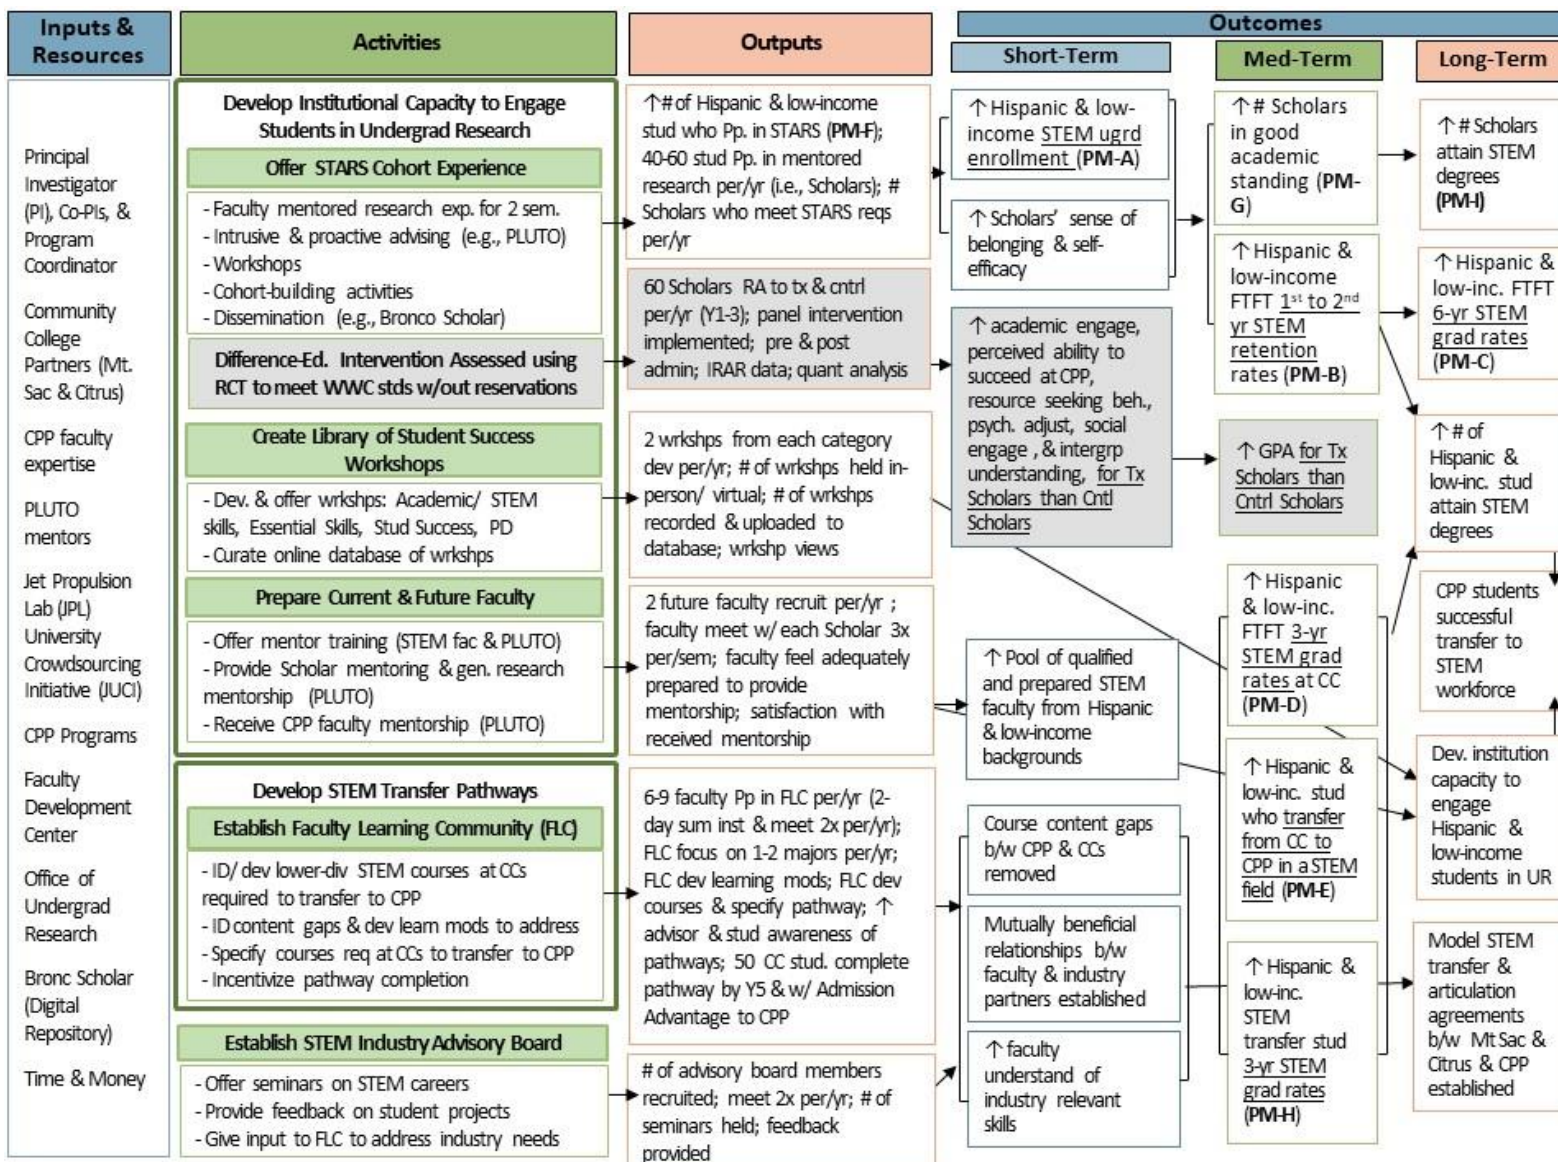 Inputs &
Resources
Principal
Investigator
(PI), Co-PIs, &
Program
Coordinator
Community
College
Partners (Mt.
Sac & Citrus)
CPP faculty
expertise
PLUTO
mentors
Jet Propulsion
Lab (JPL)
University
Crowdsourcing
Initiative (JUCI)
CPP Programs
Faculty
Development
Center
Office of
Undergrad
Research
Bronc Scholar
(Digital
Repository)
Time & Money
Activities
Develop Institutional Capacity to Engage
Students in Undergrad Research
Offer STARS Cohort Experience
- Faculty mentored research exp. for 2 sem.
- Intrusive & proactive advising (e.g., PLUTO)
- Workshops
- Cohort-building activities
- Dissemination (e.g., Bronco Scholar)
Difference-Ed. Intervention Assessed using
RCT to meet WWC stds w/out reservations
Create Library of Student Success
Workshops
- Dev. & offer wrkshps: Academic/ STEM
skills, Essential Skills, Stud Success, PD
- Curate online database of wrkshps
Prepare Current & Future Faculty
- Offer mentor training (STEM fac & PLUTO)
- Provide Scholar mentoring & gen. research
mentorship (PLUTO)
- Receive CPP faculty mentorship (PLUTO)
Develop STEM Transfer Pathways
Establish Faculty Learning Community (FLC)
- ID/ dev lower-div STEM courses at CCs
required to transfer to CPP
- ID content gaps & dev learn mods to address
- Specify courses req at CCs to transfer to CPP
- Incentivize pathway completion
Establish STEM Industry Advisory Board
- Offer seminars on STEM careers
- Provide feedback on student projects
- Give input to FLC to address industry needs
Outputs
↑# of Hispanic & low-income
stud who Pp. in STARS (PM-F);
40-60 stud Pp. in mentored
research per/yr (i.e., Scholars); #
Scholars who meet STARS reqs
per/yr
60 Scholars RA to tx & cntrl
per/yr (Y1-3); panel intervention
implemented; pre & post
admin; IRAR data; quant analysis
2 wrkshps from each category
dev per/yr; # of wrkshps held in-
person/ virtual; # of wrkshps
recorded & uploaded to
database; wrkshp views
2 future faculty recruit per/yr ;
faculty meet w/ each Scholar 3x
per/sem; faculty feel adequately
prepared to provide
mentorship; satisfaction with
received mentorship
6-9 faculty Pp in FLC per/yr (2-
day sum inst & meet 2x per/yr);
FLC focus on 1-2 majors per/yr;
FLC dev learning mods; FLC dev
courses & specify pathway; ↑
advisor & stud awareness of
pathways; 50 CC stud. complete
pathway by Y5 & w/ Admission
Advantage to CPP
# of advisory board members
recruited; meet 2x per/yr; # of
seminars held; feedback
provided
Outcomes
Short-Term
↑ Hispanic & low-
income STEM ugrd
enrollment (PM-A)
↑ Scholars' sense of
belonging & self-
efficacy
↑ academic engage,
perceived ability to
succeed at CPP,
resource seeking beh.,
psych. adjust, social
engage , & intergrp
understanding, for Tx
Scholars than Cntl
Scholars
↑ Pool of qualified
and prepared STEM
faculty from Hispanic
& low-income
backgrounds
Course content gaps
b/w CPP & CCs
removed
Mutually beneficial
relationships b/w
faculty & industry
partners established
↑ faculty
understand of
industry relevant
skills
Med-Term
↑ # Scholars
in good
academic
standing (PM-
G)
↑ Hispanic &
low-income
FTFT 1st to 2nd
yr STEM
retention
rates (PM-B)
↑ GPA for Tx
Scholars than
Cntrl Scholars
↑ Hispanic
& low-inc.
FTFT 3-yr
STEM grad
rates at CC
(PM-D)
↑ Hispanic &
low-inc. stud
who transfer
from CC to
CPP in a STEM
field (PM-E)
↑ Hispanic &
low-inc.
STEM
transfer stud
3-yr STEM
grad rates
(PM-H)
Long-Term
↑ # Scholars
attain STEM
degrees
(PM-I)
↑ Hispanic &
low-inc. FTFT
6-yr STEM
grad rates
(PM-C)
↑ # of
Hispanic &
low-inc. stud
attain STEM
degrees
CPP students
successful
transfer to
STEM
workforce
Dev. institution
capacity to
engage
Hispanic &
low-income
students in UR
Model STEM
transfer &
articulation
agreements
b/w Mt Sac &
Citrus & CPP
established